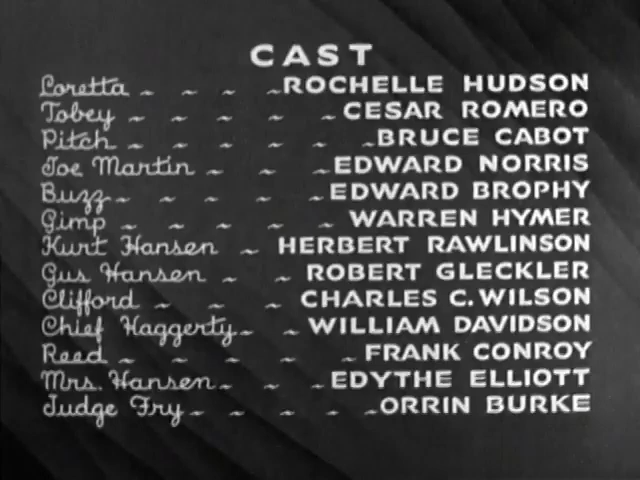 CAST
Loretta ~ ~ ~ ~ROCHELLE HUDSON
Tobey ~ ~ ~ ~ ~CESAR ROMERO
Pitch ~ ~ ~ ~ ~BRUCE CABOT
Joe Martin ~ ~ ~EDWARD NORRIS
Buzz~ ~ ~ ~ ~EDWARD BROPHY
Gimp ~ ~ ~ ~ ~ WARREN HYMER
Kurt Hansen ~ HERBERT RAWLINSON
Gus Hansen ~ ~ ROBERT GLECKLER
Clifford ~ ~ ~ CHARLES C. WILSON
Chief Haggerty~ ~ ~WILLIAM DAVIDSON
Reed ~ ~ ~ ~ ~ FRANK CONROY
Mrs. Hansen~ ~ ~EDYTHE ELLIOTT
Judge Fry~ ~ ~ ~ ~ORRIN BURKE